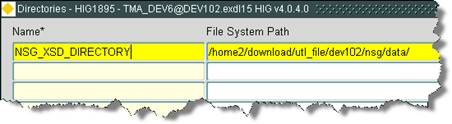 Directories - HIG1895 - TMA_DEV6@DEV102.exdl15 HIG v4.0.4.0
Name* File System Path
NSG_XSD_DIRECTORY /home2/download/utl_file/dev102/nsg/data/